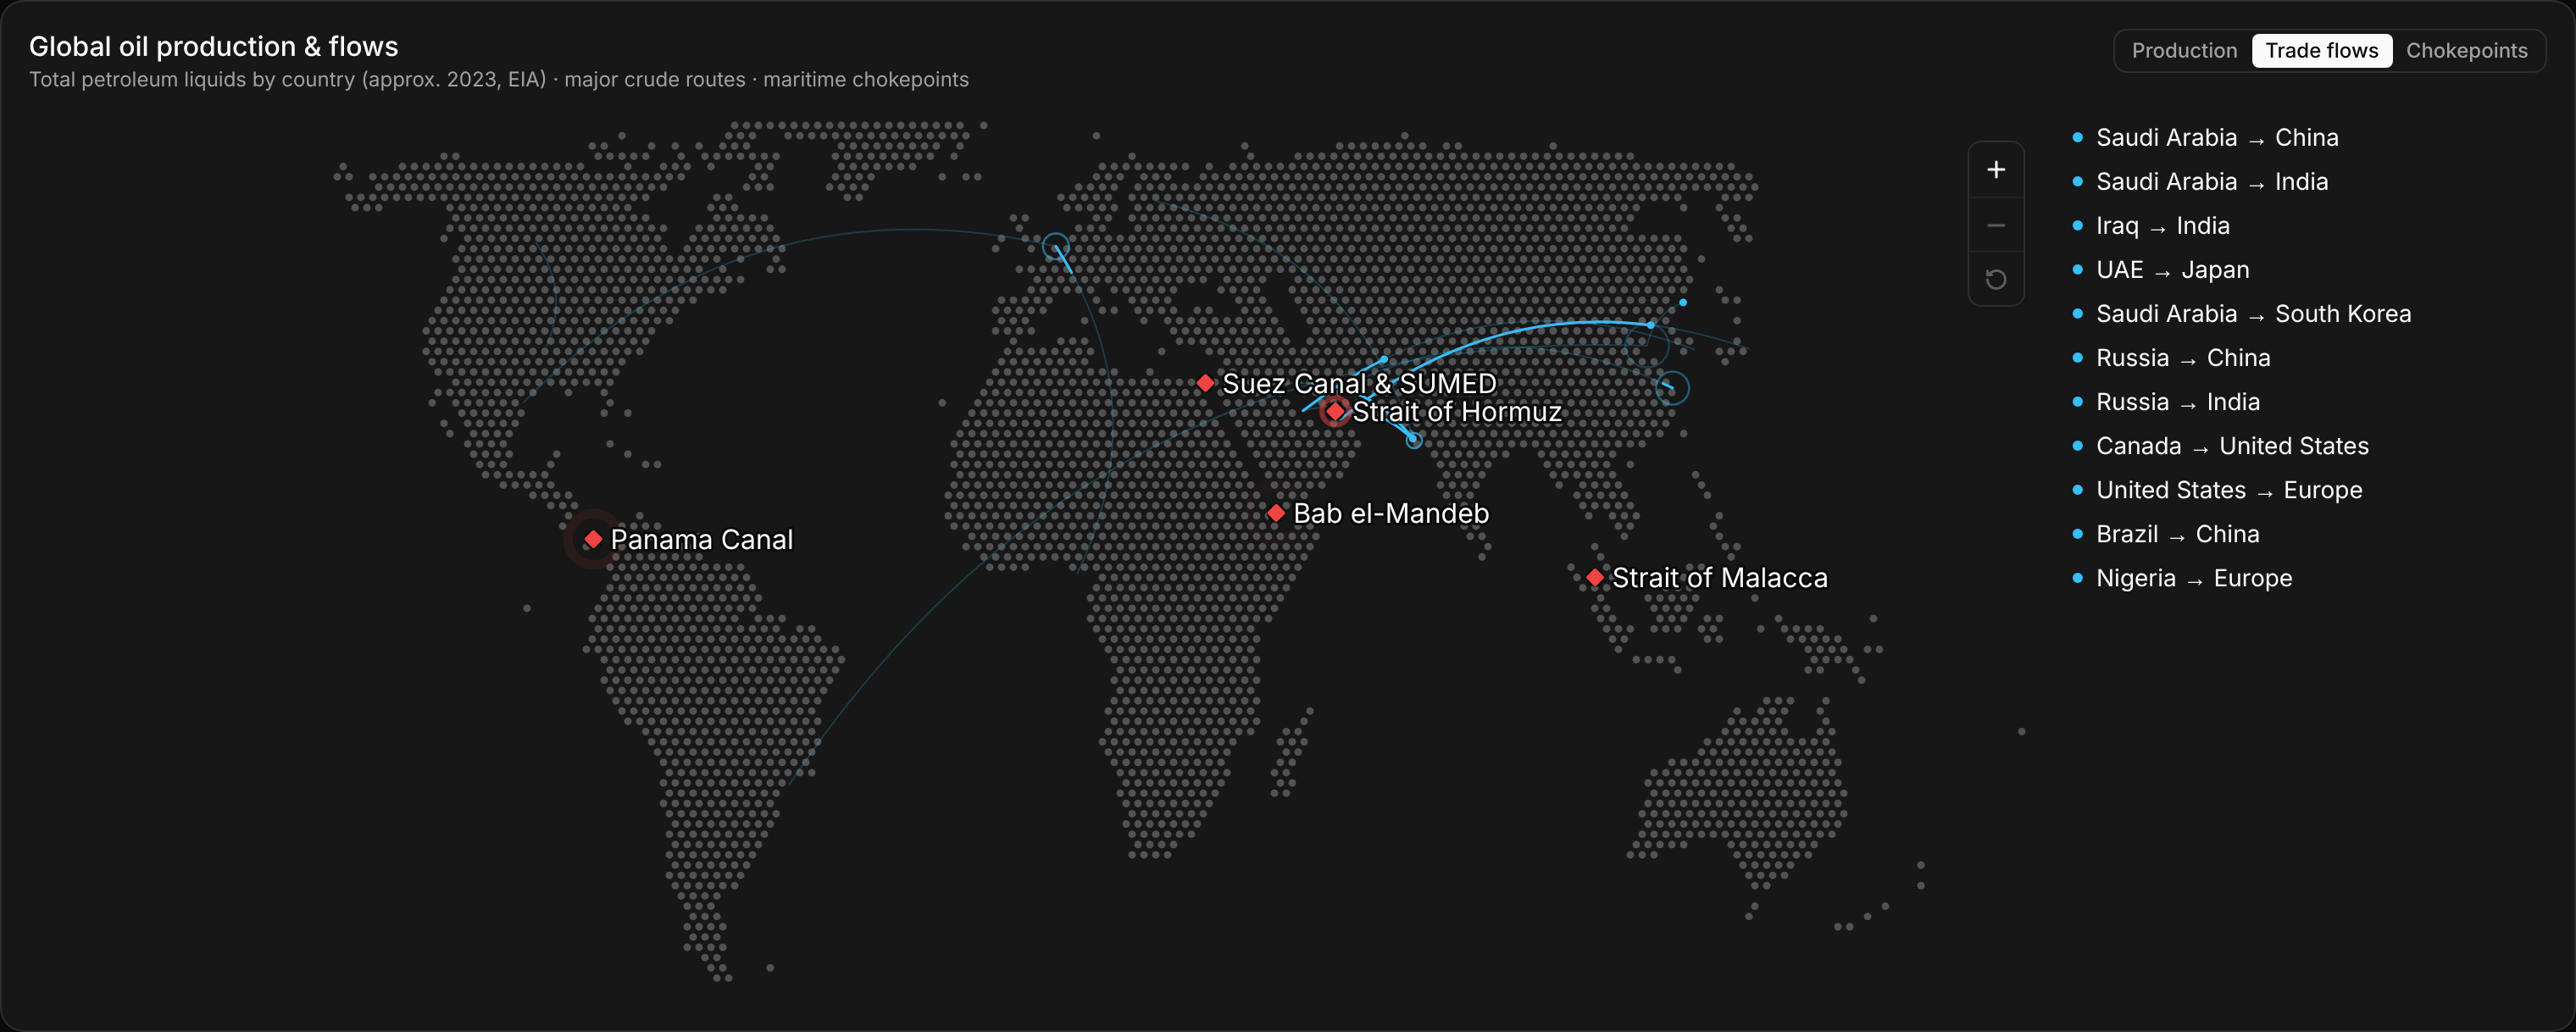 Global oil production & flows
Total petroleum liquids by country (approx. 2023, EIA) · major crude routes · maritime chokepoints
Production
Trade flows
Chokepoints
Suez Canal & SUMED
Strait of Hormuz
Bab el-Mandeb
Panama Canal
Strait of Malacca
Saudi Arabia → China
Saudi Arabia → India
Iraq → India
UAE → Japan
Saudi Arabia → South Korea
Russia → China
Russia → India
Canada → United States
United States → Europe
Brazil → China
Nigeria → Europe